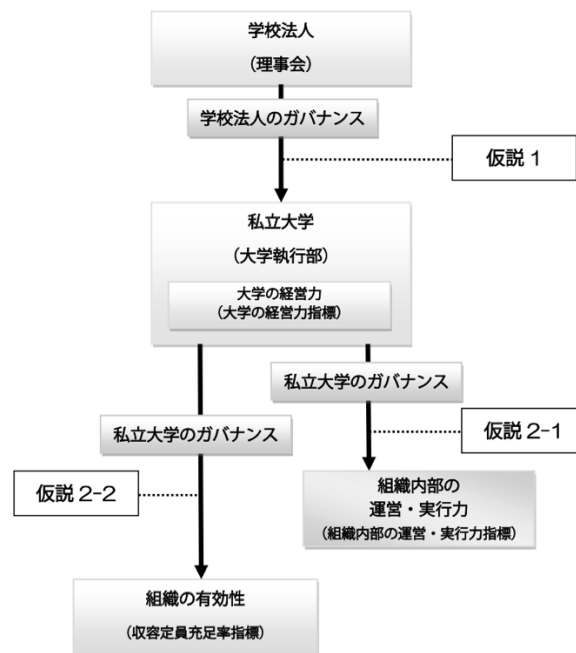 学校法人
（理事会）
学校法人のガバナンス
仮説 1
私立大学
（大学執行部）
大学の経営力
（大学の経営力指標）
私立大学のガバナンス
仮説 2-1
私立大学のガバナンス
仮説 2-2
組織内部の
運営・実行力
（組織内部の運営・実行力指標）
組織の有効性
（収容定員充足率指標）